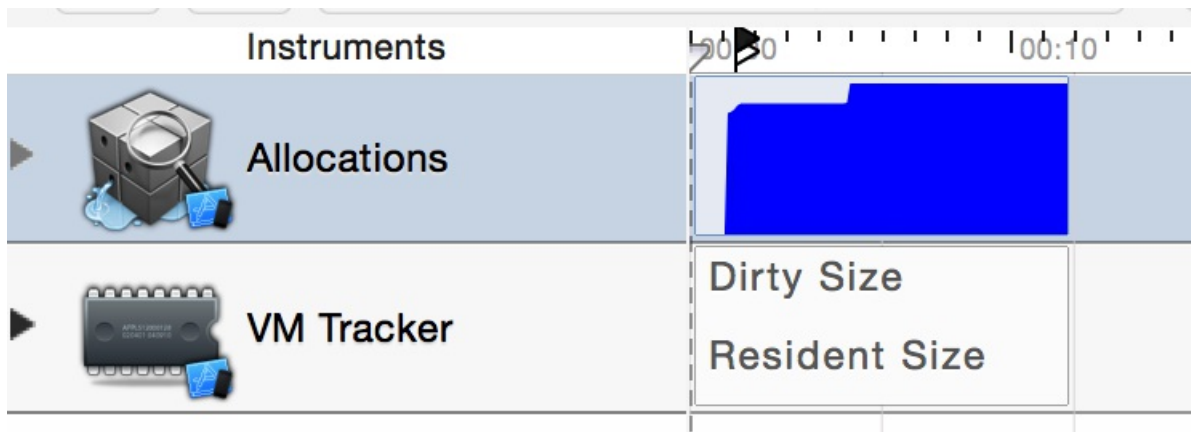 Instruments
00:10
Allocations
VM Tracker
Dirty Size
Resident Size